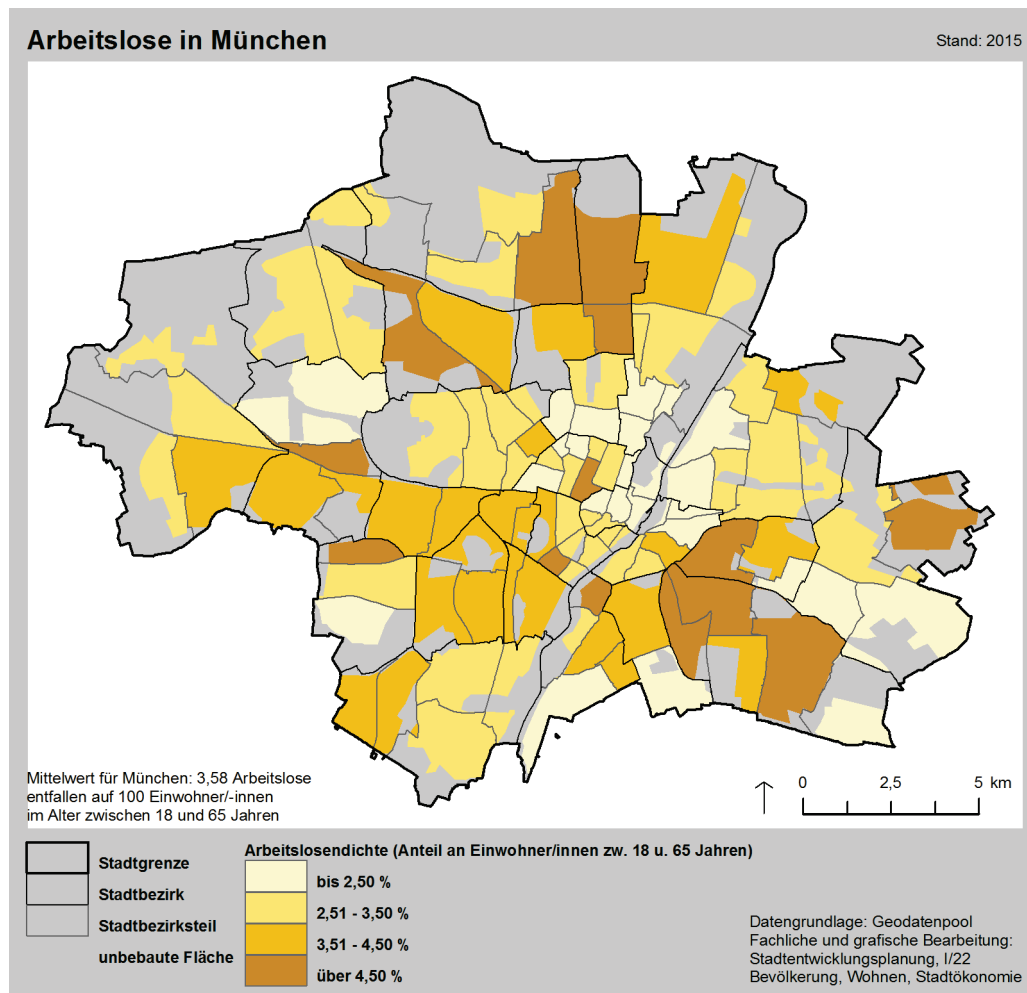 Arbeitslose in München
Stand: 2015
Mittelwert für München: 3,58 Arbeitslose
entfallen auf 100 Einwohner/-innen
im Alter zwischen 18 und 65 Jahren
0 2,5 5 km
Stadtgrenze
Stadtbezirk
Stadtbezirksteil
unbebaute Fläche
Arbeitslosendichte (Anteil an Einwohner/innen zw. 18 u. 65 Jahren)
bis 2,50 %
2,51 - 3,50 %
3,51 - 4,50 %
über 4,50 %
Datengrundlage: Geodatenpool
Fachliche und grafische Bearbeitung:
Stadtentwicklungsplanung, I/22
Bevölkerung, Wohnen, Stadtökonomie